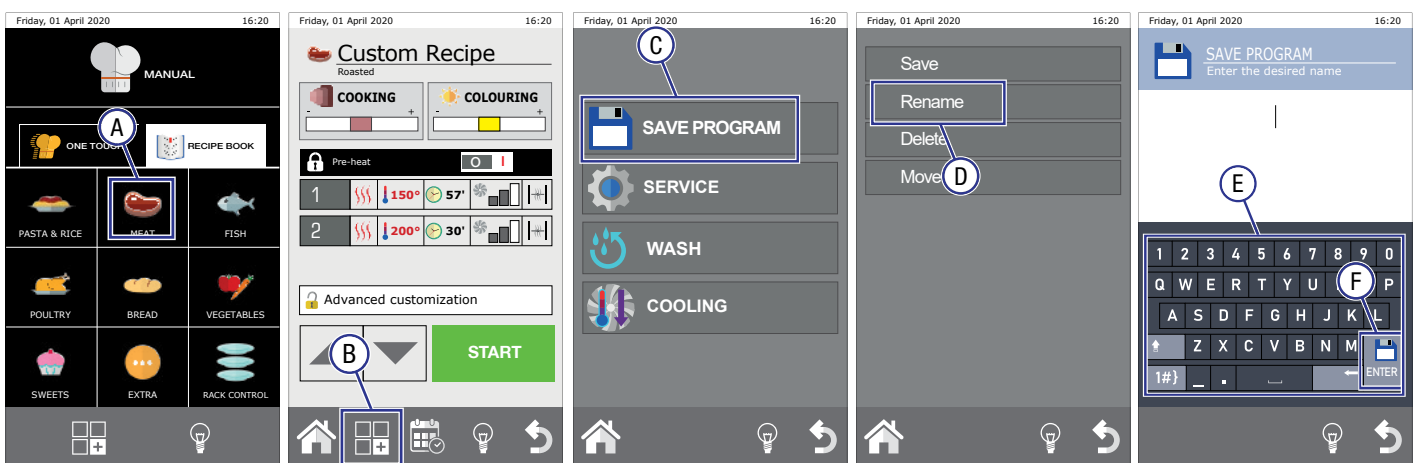 Friday, 01 April 2020 16:20
MANUAL
A
ONE TOUCH RECIPE BOOK
PASTA & RICE MEAT FISH
POULTRY BREAD VEGETABLES
SWEETS EXTRA RACK CONTROL
Friday, 01 April 2020 16:20
Custom Recipe
Roasted
COOKING COLOURING
- + - +
Pre-heat O I
1 150° 57'
2 200° 30'
Advanced customization
B
START
Friday, 01 April 2020 16:20
C
SAVE PROGRAM
SERVICE
WASH
COOLING
Friday, 01 April 2020 16:20
Save
Rename
Delete
Move
D
Friday, 01 April 2020 16:20
SAVE PROGRAM
Enter the desired name
E
1 2 3 4 5 6 7 8 9 0
Q W E R T Y U F P
A S D F G H J K L
Z X C V B N M
1#} _ . ENTER